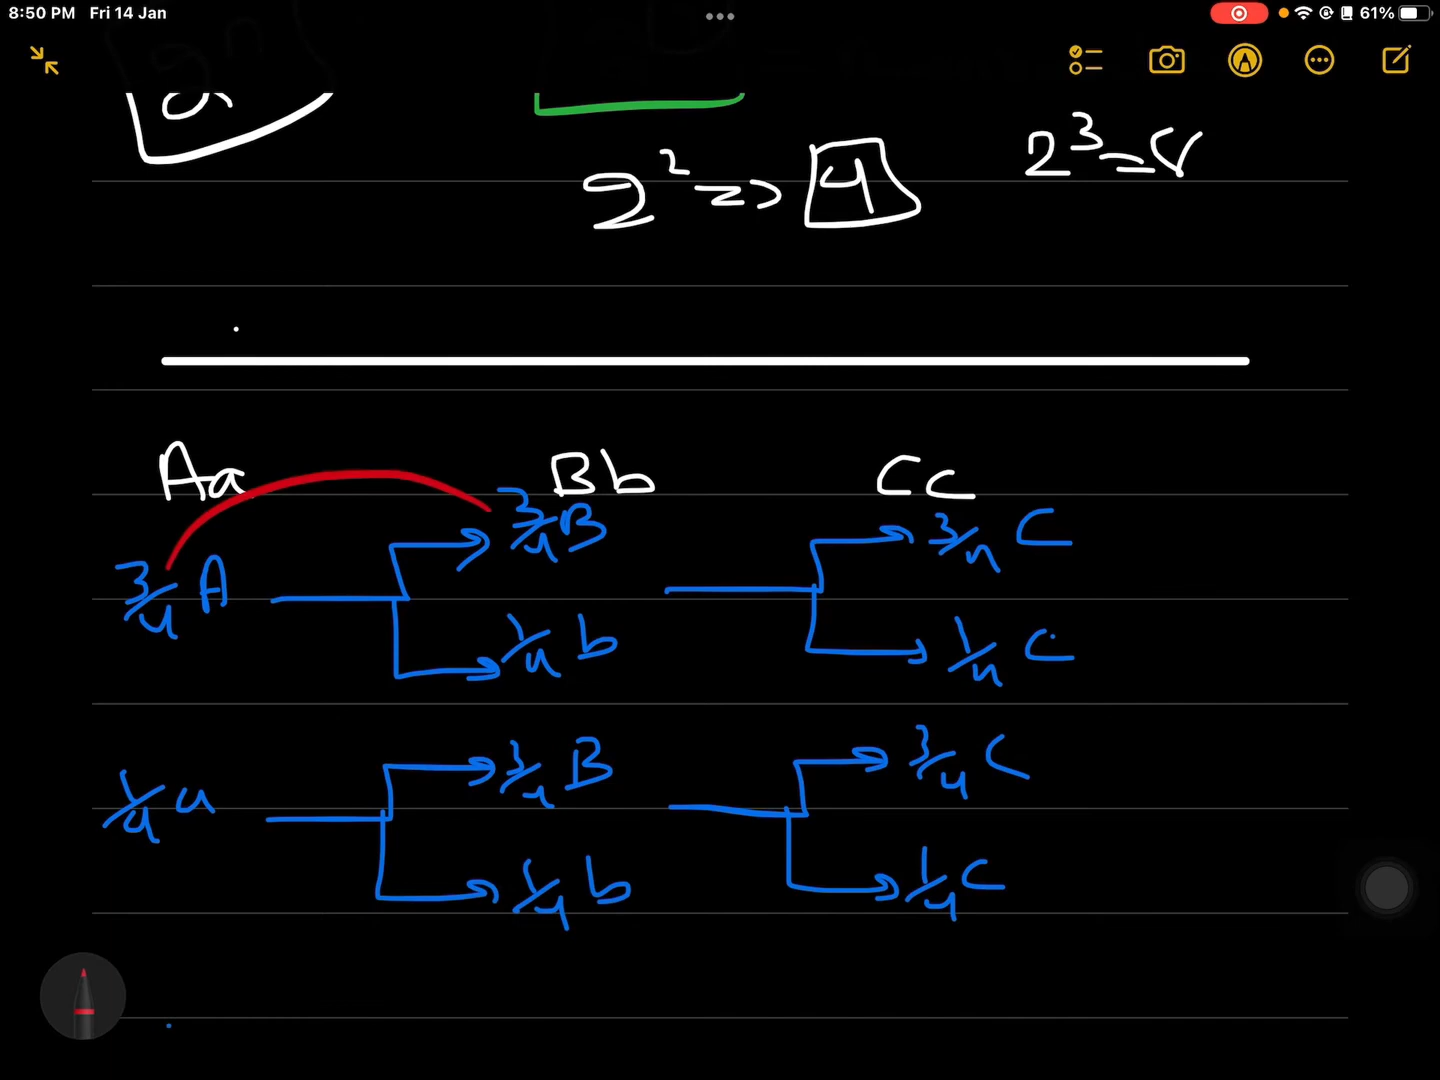 8:50 PM Fri 14 Jan 61%
2² => 4 2³ =
Aa Bb Cc
3/4 A 3/4 B 3/4 C
1/4 b 1/4 C
1/4 a 3/4 B 3/4 C
1/4 b 1/4 C